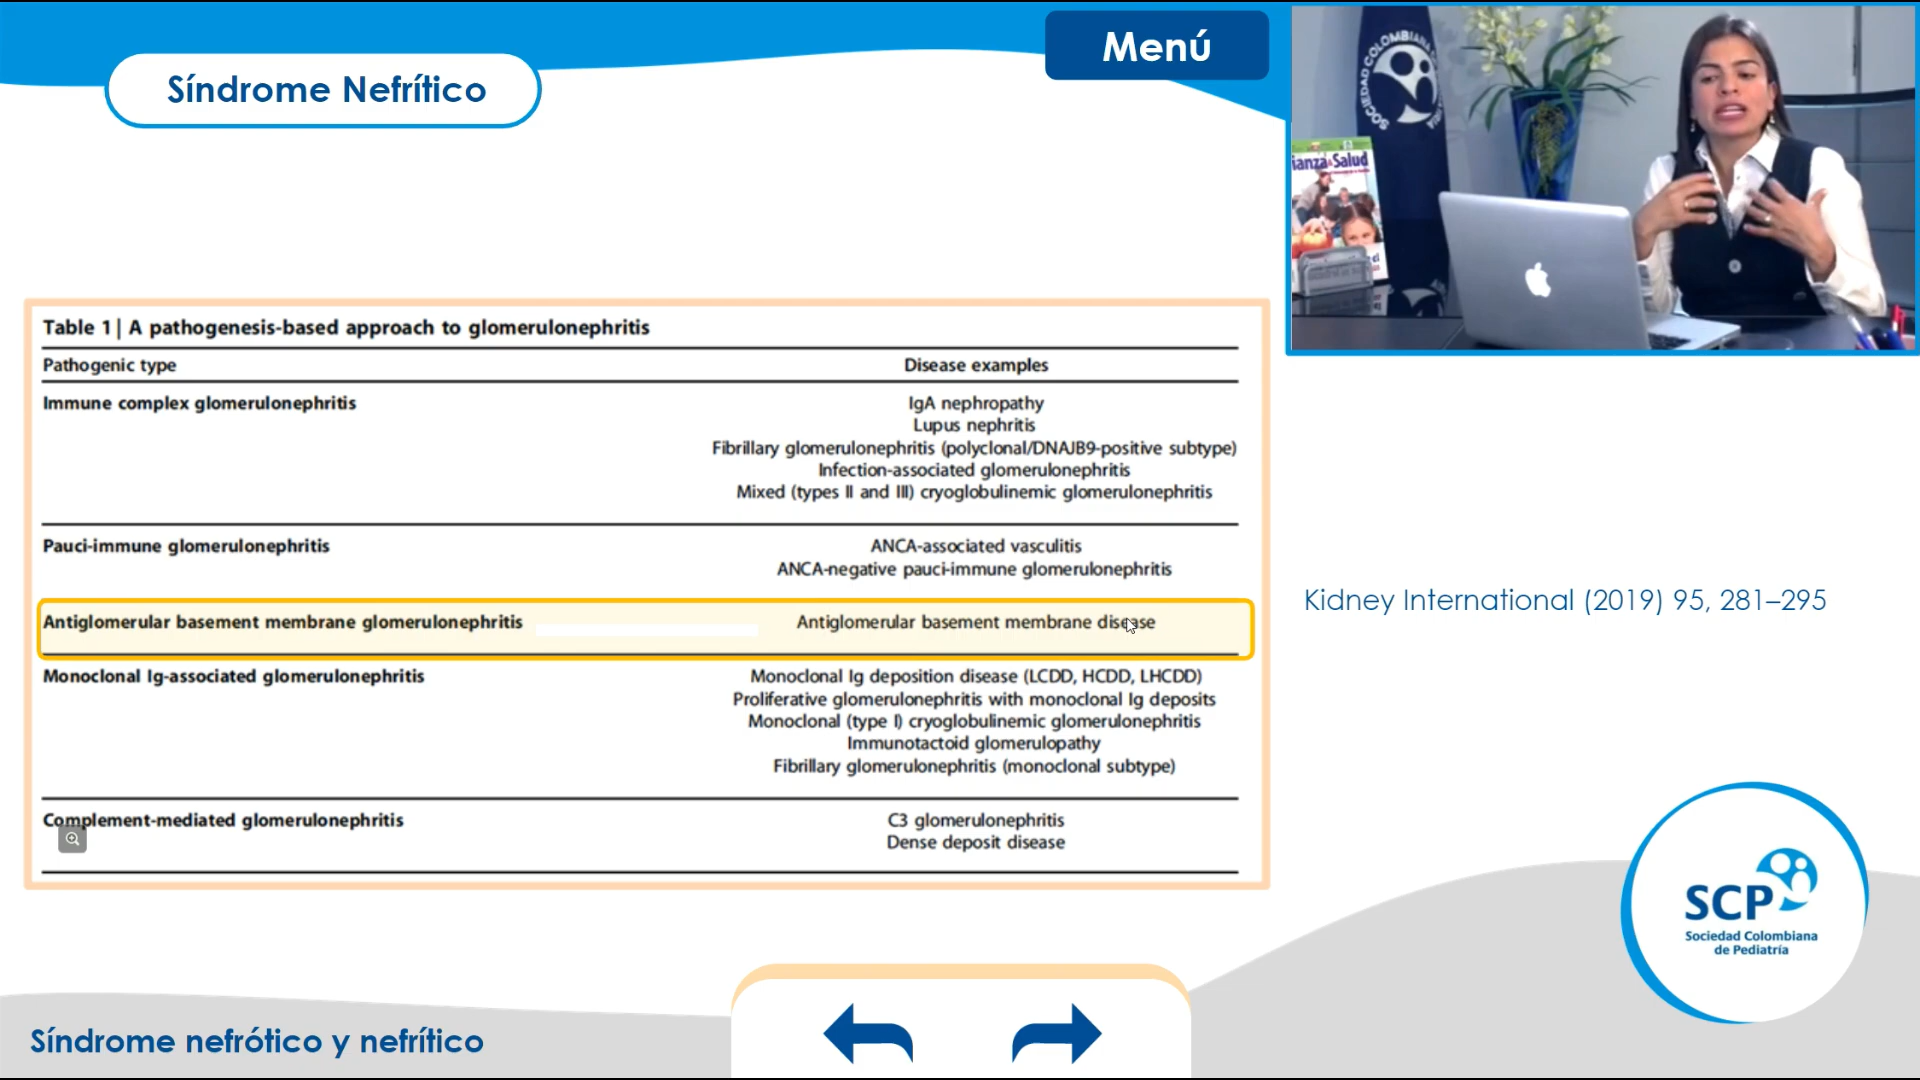 Síndrome Nefrítico
Menú
SOCIEDAD COLOMBIANA
ianza&Salud
Table 1 | A pathogenesis-based approach to glomerulonephritis
Pathogenic type Disease examples
Immune complex glomerulonephritis IgA nephropathy
Lupus nephritis
Fibrillary glomerulonephritis (polyclonal/DNAJB9-positive subtype)
Infection-associated glomerulonephritis
Mixed (types II and III) cryoglobulinemic glomerulonephritis
Pauci-immune glomerulonephritis ANCA-associated vasculitis
ANCA-negative pauci-immune glomerulonephritis
Antiglomerular basement membrane glomerulonephritis Antiglomerular basement membrane disease
Monoclonal Ig-associated glomerulonephritis Monoclonal Ig deposition disease (LCDD, HCDD, LHCDD)
Proliferative glomerulonephritis with monoclonal Ig deposits
Monoclonal (type I) cryoglobulinemic glomerulonephritis
Immunotactoid glomerulopathy
Fibrillary glomerulonephritis (monoclonal subtype)
Complement-mediated glomerulonephritis C3 glomerulonephritis
Dense deposit disease
Kidney International (2019) 95, 281–295
SCP
Sociedad Colombiana
de Pediatría
Síndrome nefrótico y nefrítico